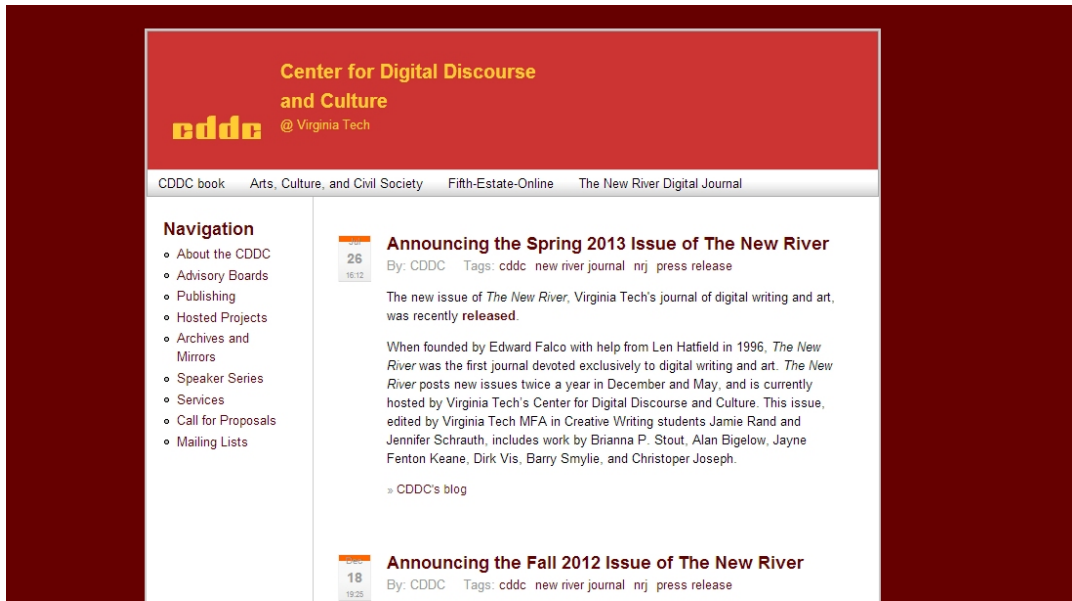 Center for Digital Discourse
and Culture
cddc
@ Virginia Tech
CDDC book Arts, Culture, and Civil Society Fifth-Estate-Online The New River Digital Journal
Navigation
About the CDDC
Advisory Boards
Publishing
Hosted Projects
Archives and
Mirrors
Speaker Series
Services
Call for Proposals
Mailing Lists
26
16:12
Announcing the Spring 2013 Issue of The New River
By: CDDC Tags: cddc new river journal nrj press release
The new issue of The New River, Virginia Tech's journal of digital writing and art,
was recently released.
When founded by Edward Falco with help from Len Hatfield in 1996, The New
River was the first journal devoted exclusively to digital writing and art. The New
River posts new issues twice a year in December and May, and is currently
hosted by Virginia Tech's Center for Digital Discourse and Culture. This issue,
edited by Virginia Tech MFA in Creative Writing students Jamie Rand and
Jennifer Schrauth, includes work by Brianna P. Stout, Alan Bigelow, Jayne
Fenton Keane, Dirk Vis, Barry Smylie, and Christoper Joseph.
» CDDC's blog
18
19:25
Announcing the Fall 2012 Issue of The New River
By: CDDC Tags: cddc new river journal nrj press release